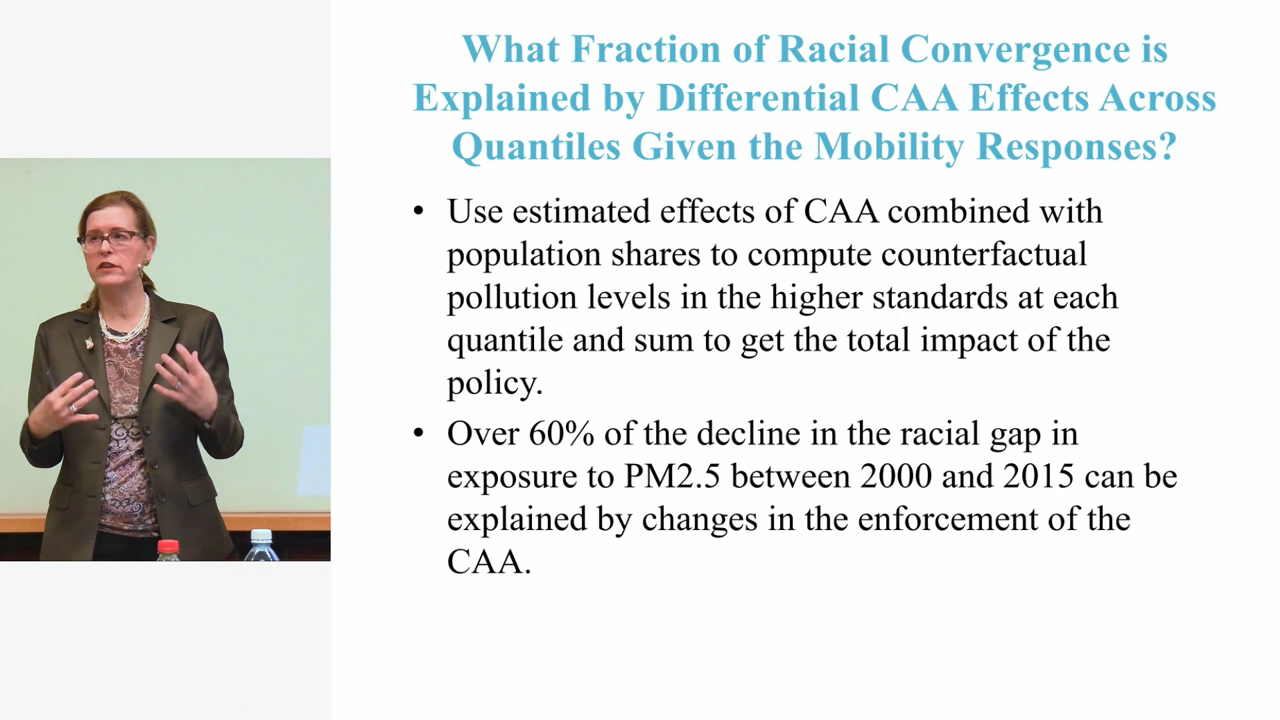 What Fraction of Racial Convergence is
Explained by Differential CAA Effects Across
Quantiles Given the Mobility Responses?
• Use estimated effects of CAA combined with
population shares to compute counterfactual
pollution levels in the higher standards at each
quantile and sum to get the total impact of the
policy.
• Over 60% of the decline in the racial gap in
exposure to PM2.5 between 2000 and 2015 can be
explained by changes in the enforcement of the
CAA.